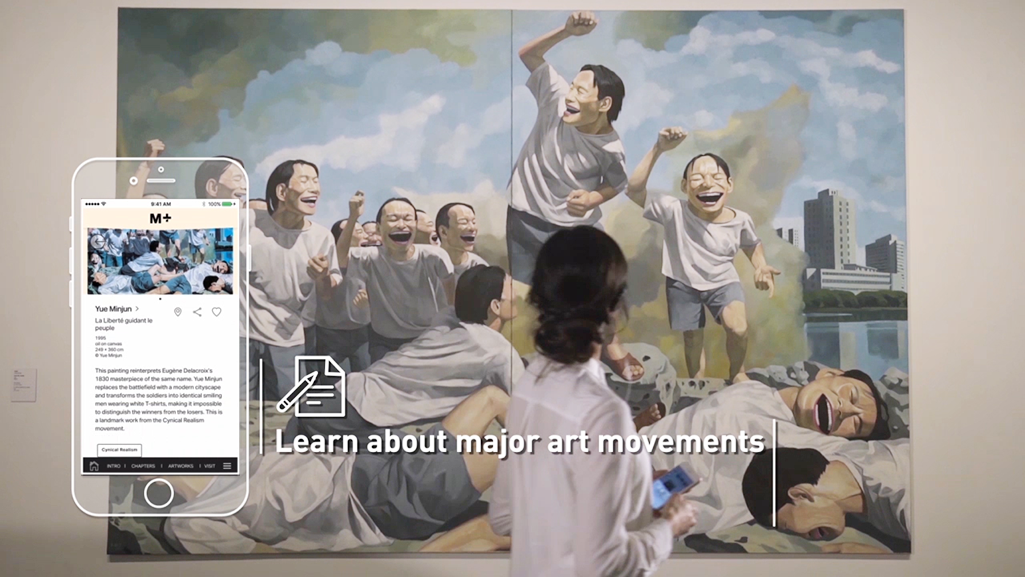 9:41 AM
100%
M+
Yue Minjun >
La Liberté guidant le
peuple
1995
oil on canvas
249 × 360 cm
© Yue Minjun
This painting reinterprets Eugène Delacroix's
1830 masterpiece of the same name. Yue Minjun
replaces the battlefield with a modern cityscape
and transforms the soldiers into identical smiling
men wearing white T-shirts, making it impossible
to distinguish the winners from the losers. This is
a landmark work from the Cynical Realism
movement.
Cynical Realism
INTRO | CHAPTERS | ARTWORKS | VISIT
Learn about major art movements